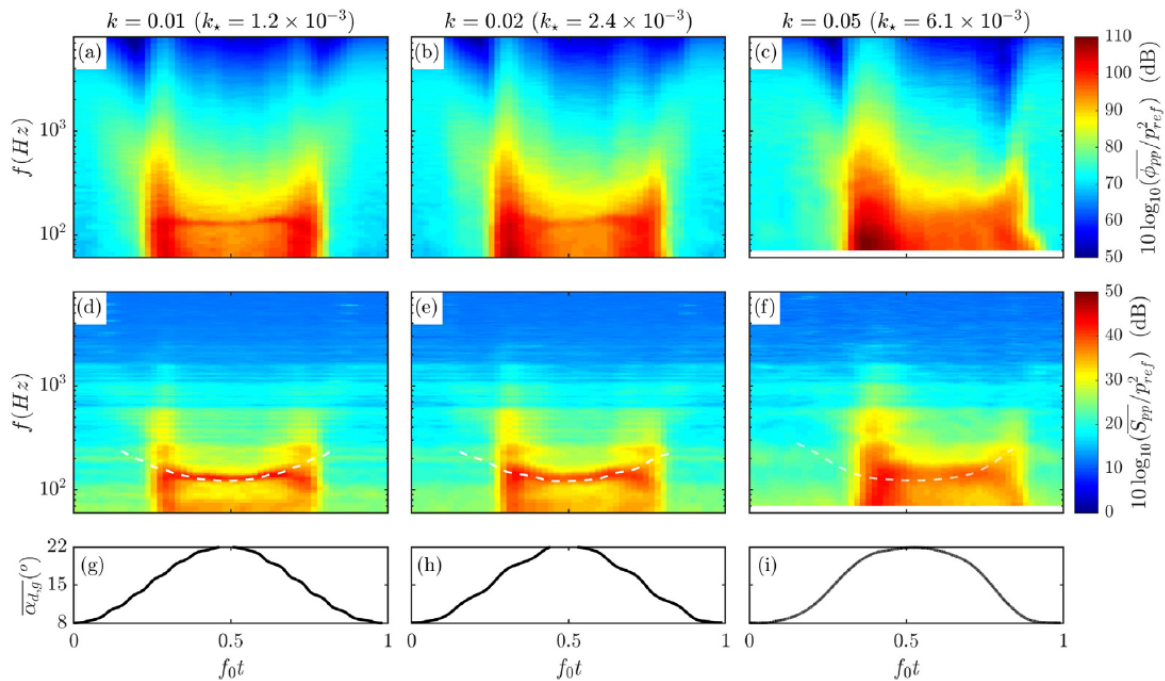 k = 0.01 (k⋆ = 1.2 × 10⁻³)
k = 0.02 (k⋆ = 2.4 × 10⁻³)
k = 0.05 (k⋆ = 6.1 × 10⁻³)
(a)
(b)
(c)
f(Hz)
10³
10²
110
100
90
80
70
60
50
10 log₁₀(φ̅pp/p²ref) (dB)
(d)
(e)
(f)
f(Hz)
10³
10²
50
40
30
20
10
0
10 log₁₀(S̅pp/p²ref) (dB)
(g)
(h)
(i)
α̅d,g(°)
22
15
8
0
0.5
1
0
0.5
1
0
0.5
1
f₀t
f₀t
f₀t